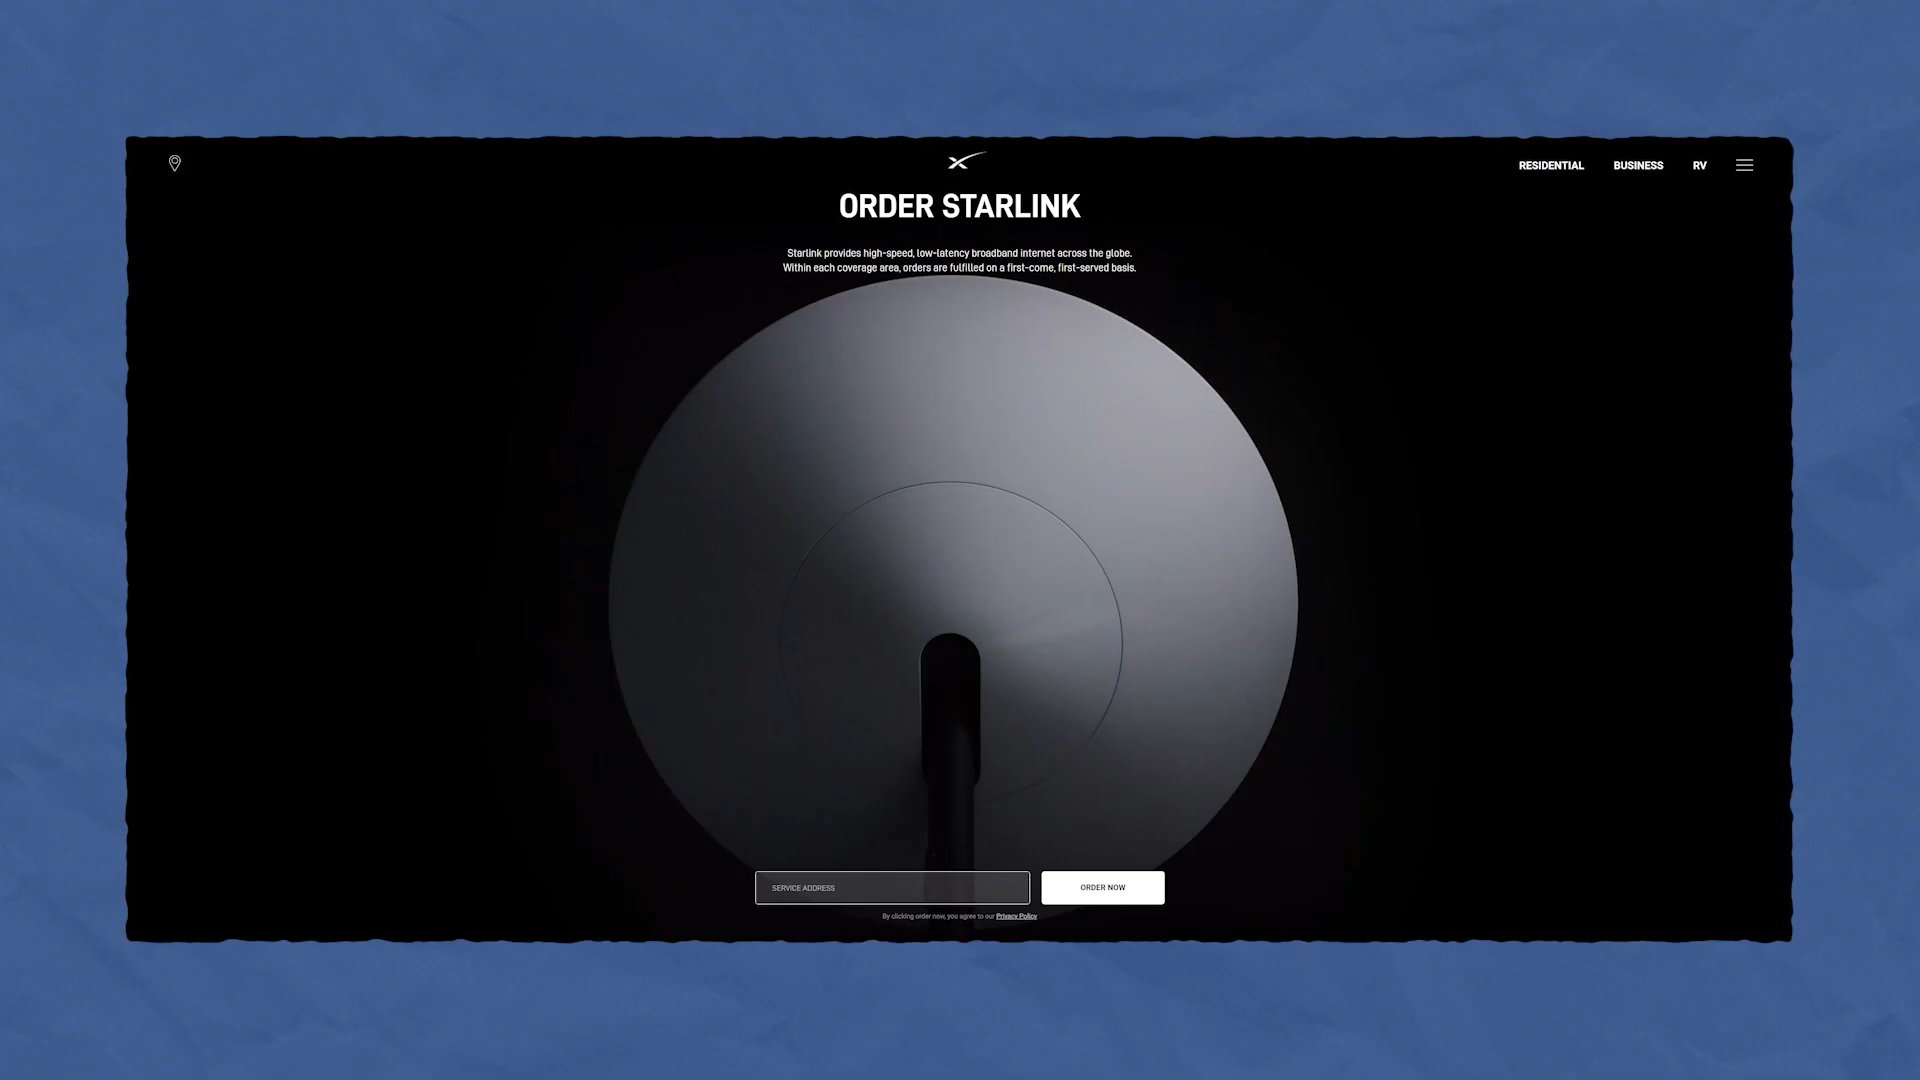 RESIDENTIAL BUSINESS RV
ORDER STARLINK
Starlink provides high-speed, low-latency broadband internet across the globe.
Within each coverage area, orders are fulfilled on a first-come, first-served basis.
SERVICE ADDRESS
ORDER NOW
By clicking order now, you agree to our Privacy Policy